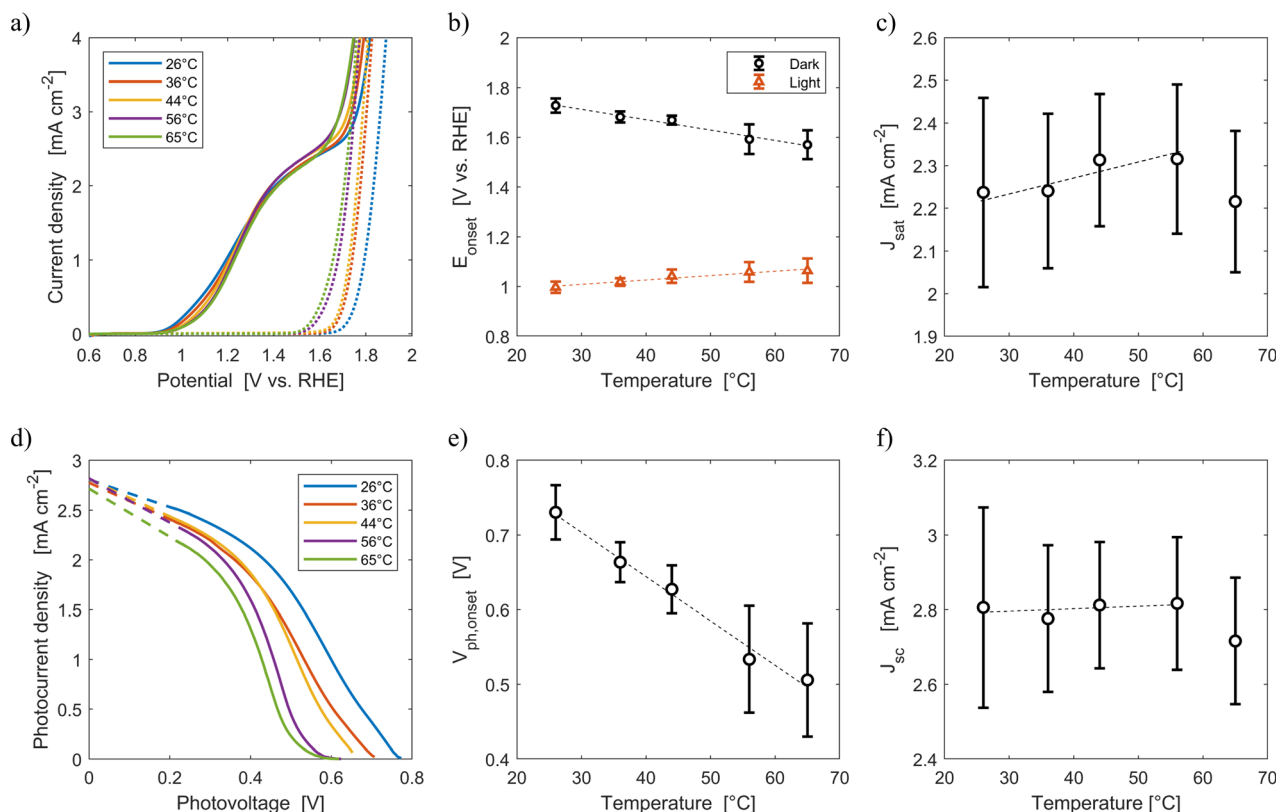 a)
4
3
2
1
0
0.6
0.8
1
1.2
1.4
1.6
1.8
2
Current density [mA cm-2]
Potential [V vs. RHE]
26°C
36°C
44°C
56°C
65°C
b)
2
1.8
1.6
1.4
1.2
1
0.8
20
30
40
50
60
70
Eonset [V vs. RHE]
Temperature [°C]
Dark
Light
c)
2.5
2.4
2.3
2.2
2.1
2
1.9
20
30
40
50
60
70
Jsat [mA cm-2]
Temperature [°C]
d)
3
2.5
2
1.5
1
0.5
0
0
0.2
0.4
0.6
0.8
Photocurrent density [mA cm-2]
Photovoltage [V]
26°C
36°C
44°C
56°C
65°C
e)
0.8
0.7
0.6
0.5
0.4
20
30
40
50
60
70
Vph,onset [V]
Temperature [°C]
f)
3.2
3
2.8
2.6
2.4
20
30
40
50
60
70
Jsc [mA cm-2]
Temperature [°C]